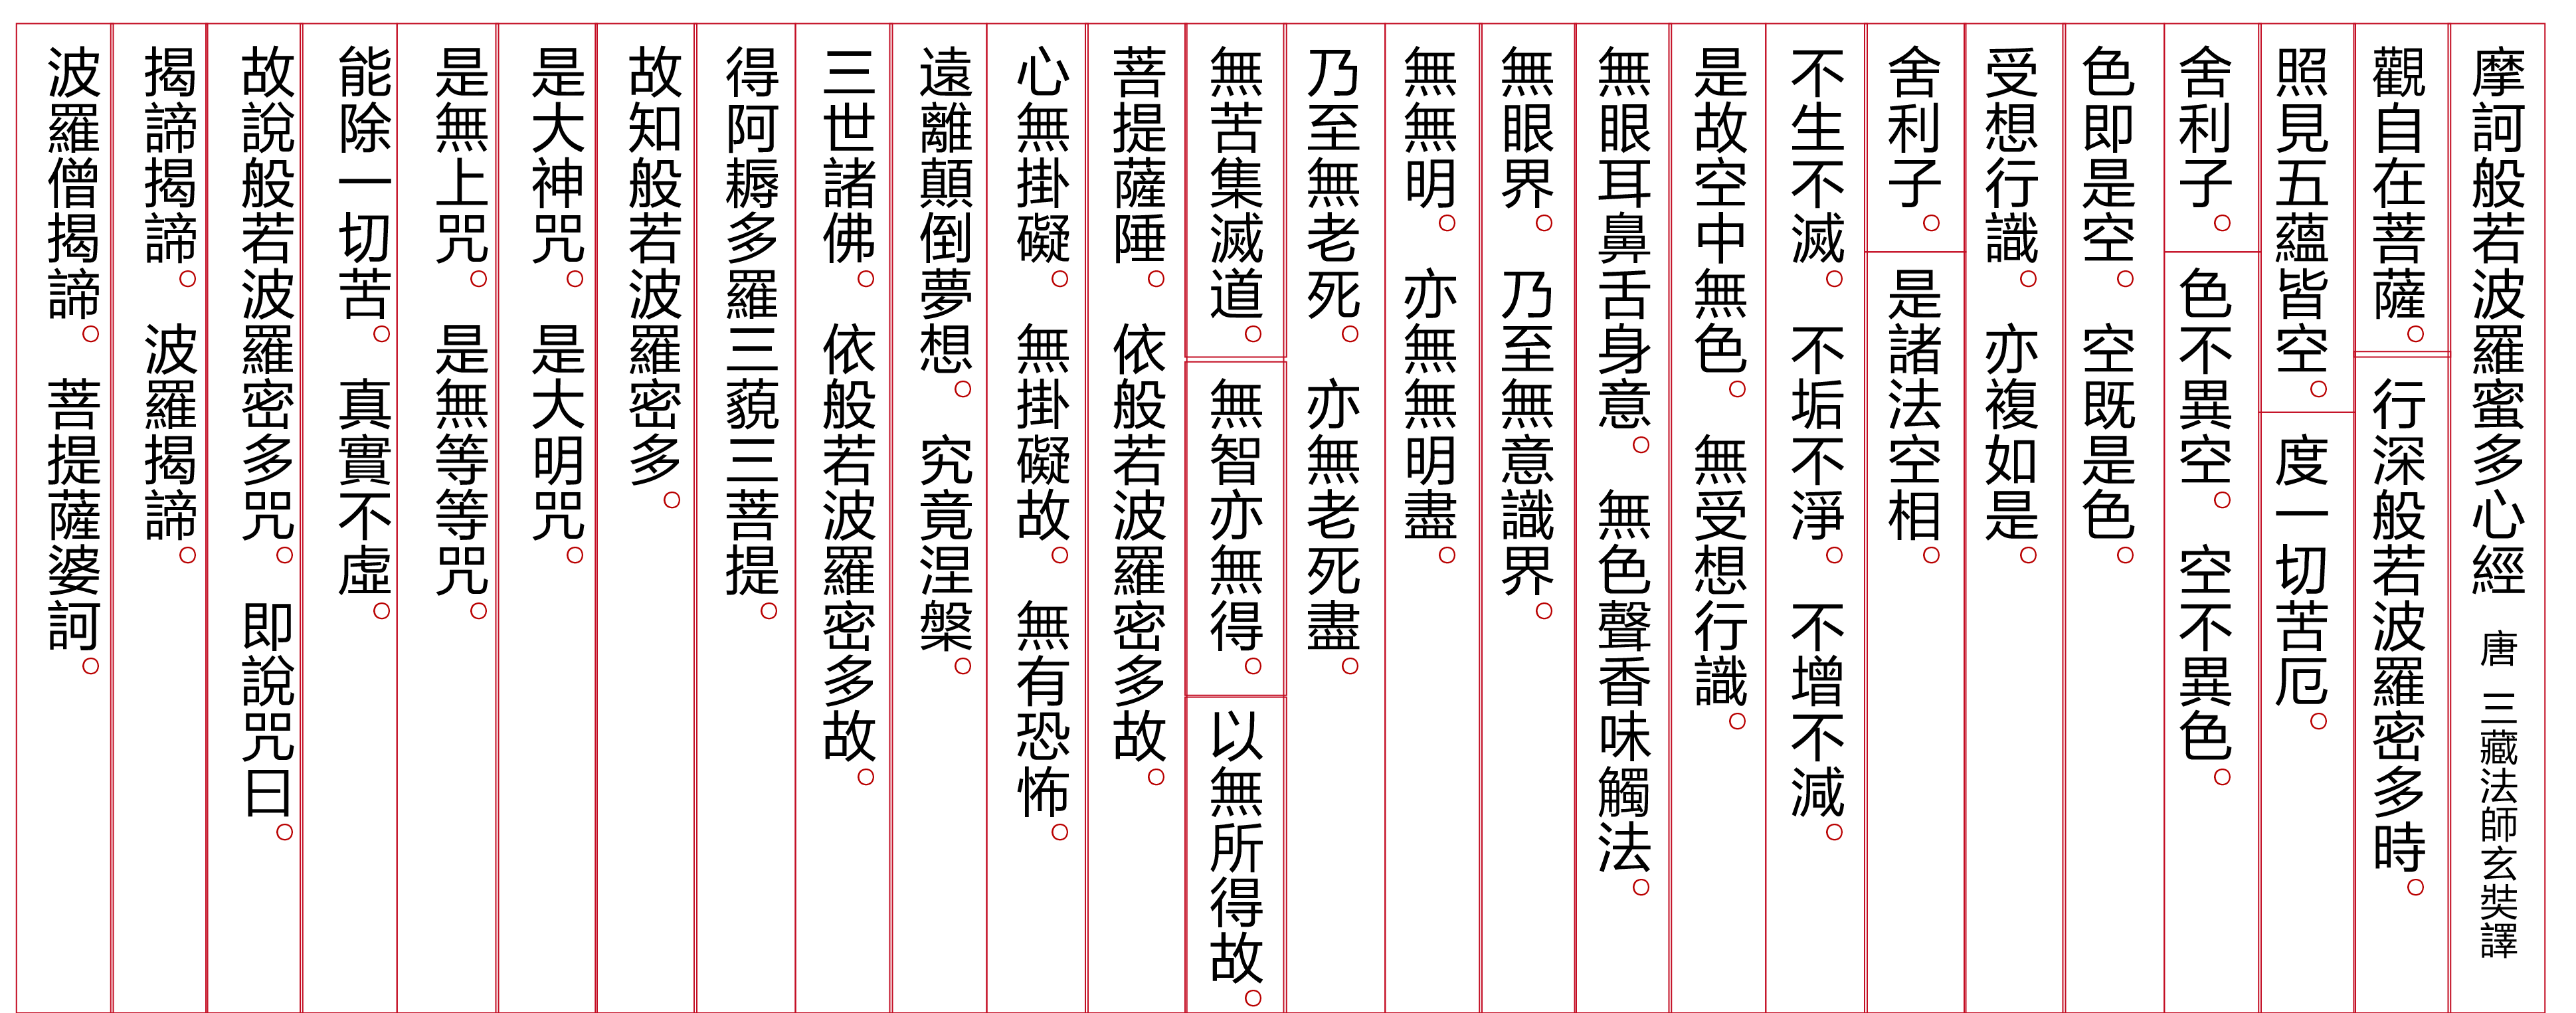 摩訶般若波羅蜜多心經 唐 三藏法師玄奘譯
觀自在菩薩。行深般若波羅密多時。
照見五蘊皆空。度一切苦厄。
舍利子。色不異空。空不異色。
色即是空。空既是色。
受想行識。亦複如是。
舍利子。是諸法空相。
不生不滅。不垢不淨。不增不減。
是故空中無色。無受想行識。
無眼耳鼻舌身意。無色聲香味觸法。
無眼界。乃至無意識界。
無無明。亦無無明盡。
乃至無老死。亦無老死盡。
無苦集滅道。無智亦無得。以無所得故。
菩提薩陲。依般若波羅密多故。
心無掛礙。無掛礙故。無有恐怖。
遠離顛倒夢想。究竟涅槃。
三世諸佛。依般若波羅密多故。
得阿耨多羅三藐三菩提。
故知般若波羅密多。
是大神咒。是大明咒。
是無上咒。是無等等咒。
能除一切苦。真實不虛。
故說般若波羅密多咒。即說咒曰。
揭諦揭諦。波羅揭諦。
波羅僧揭諦。菩提薩婆訶。